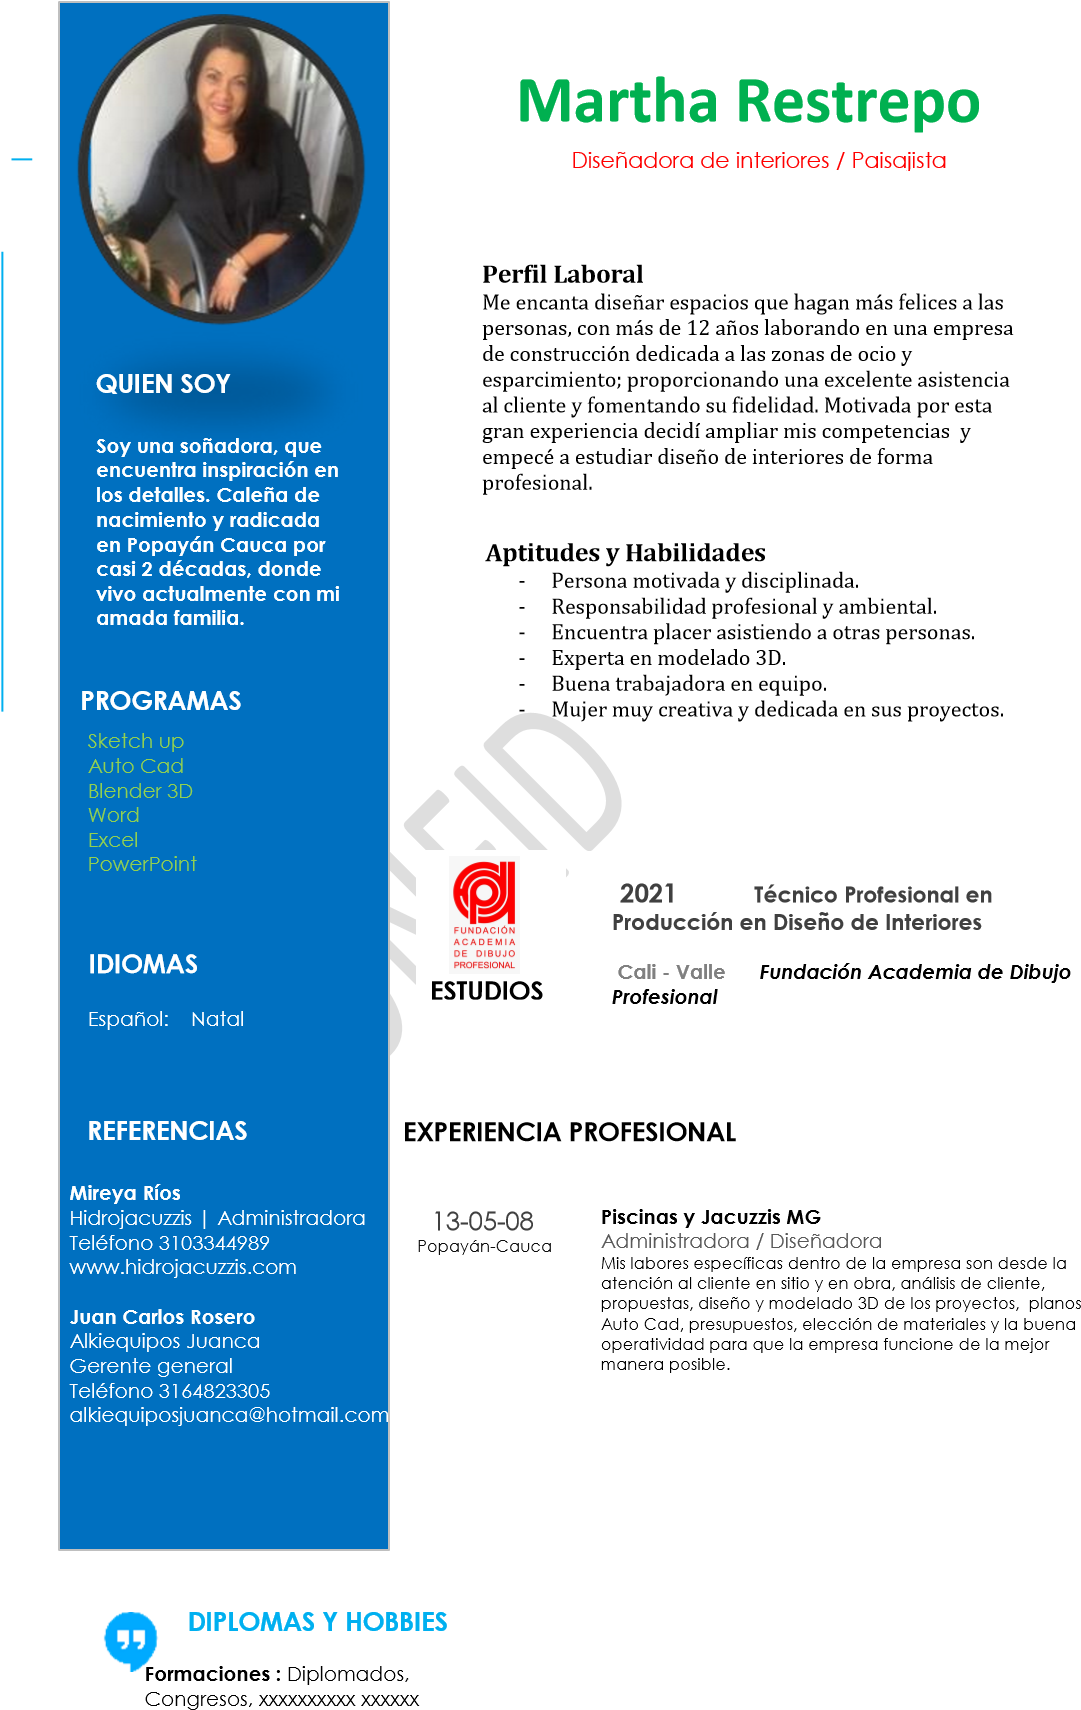 Martha Restrepo
Diseñadora de interiores / Paisajista
QUIEN SOY
Soy una soñadora, que
encuentra inspiración en
los detalles. Caleña de
nacimiento y radicada
en Popayán Cauca por
casi 2 décadas, donde
vivo actualmente con mi
amada familia.
PROGRAMAS
Sketch up
Auto Cad
Blender 3D
Word
Excel
PowerPoint
IDIOMAS
Español: Natal
REFERENCIAS
Mireya Ríos
Hidrojacuzzis | Administradora
Teléfono 3103344989
www.hidrojacuzzis.com
Juan Carlos Rosero
Alkiequipos Juanca
Gerente general
Teléfono 3164823305
alkiequiposjuanca@hotmail.com
Perfil Laboral
Me encanta diseñar espacios que hagan más felices a las
personas, con más de 12 años laborando en una empresa
de construcción dedicada a las zonas de ocio y
esparcimiento; proporcionando una excelente asistencia
al cliente y fomentando su fidelidad. Motivada por esta
gran experiencia decidí ampliar mis competencias y
empecé a estudiar diseño de interiores de forma
profesional.
Aptitudes y Habilidades
- Persona motivada y disciplinada.
- Responsabilidad profesional y ambiental.
- Encuentra placer asistiendo a otras personas.
- Experta en modelado 3D.
- Buena trabajadora en equipo.
- Mujer muy creativa y dedicada en sus proyectos.
FUNDACIÓN
ACADEMIA
DE DIBUJO
PROFESIONAL
ESTUDIOS
2021 Técnico Profesional en
Producción en Diseño de Interiores
Cali - Valle Fundación Academia de Dibujo
Profesional
EXPERIENCIA PROFESIONAL
13-05-08
Popayán-Cauca
Piscinas y Jacuzzis MG
Administradora / Diseñadora
Mis labores específicas dentro de la empresa son desde la
atención al cliente en sitio y en obra, análisis de cliente,
propuestas, diseño y modelado 3D de los proyectos, planos
Auto Cad, presupuestos, elección de materiales y la buena
operatividad para que la empresa funcione de la mejor
manera posible.
DIPLOMAS Y HOBBIES
Formaciones : Diplomados,
Congresos, xxxxxxxxxx xxxxxx